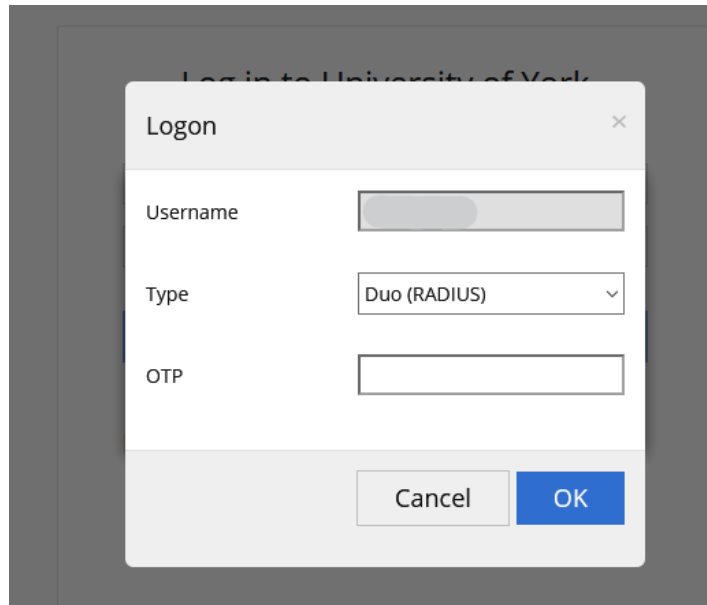 Log in to University of York
Logon ×
Username
Type Duo (RADIUS)
OTP
Cancel OK